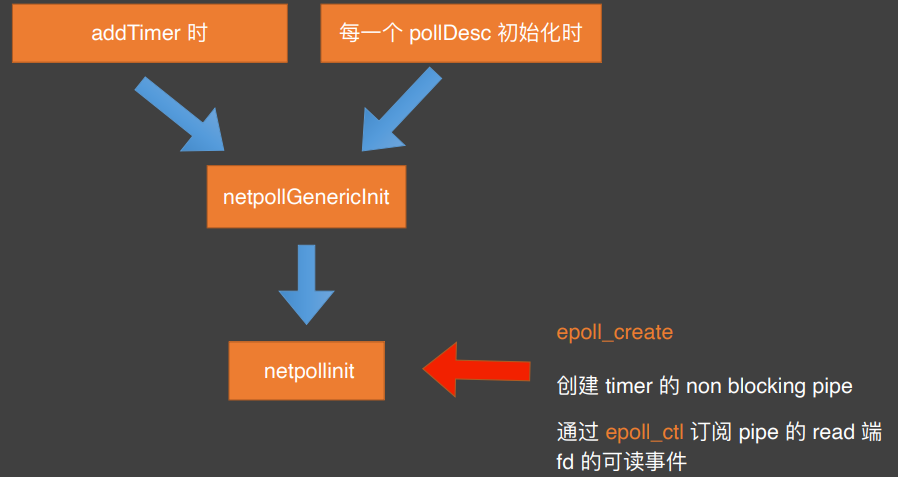 addTimer 时
每一个 pollDesc 初始化时
netpollGenericInit
netpollinit
epoll_create
创建 timer 的 non blocking pipe
通过 epoll_ctl 订阅 pipe 的 read 端
fd 的可读事件